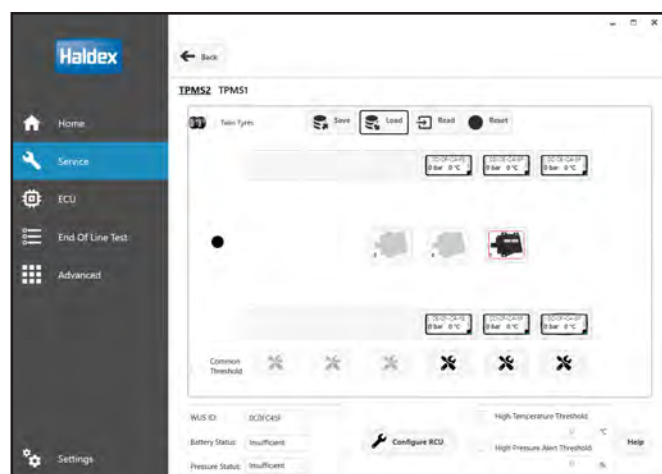 Haldex
Back
TPMS2 TPMS1
Home
Service
ECU
End Of Line Test
Advanced
Settings
Twin Tyres
Save
Load
Read
Reset
0 bar 0 °C
0 bar 0 °C
0 bar 0 °C
0 bar 0 °C
0 bar 0 °C
0 bar 0 °C
Common
Threshold
WUS ID:
Battery Status: Insufficient
Pressure Status: Insufficient
Configure RCU
High Temperature Threshold
°C
High Pressure Alert Threshold
%
Help